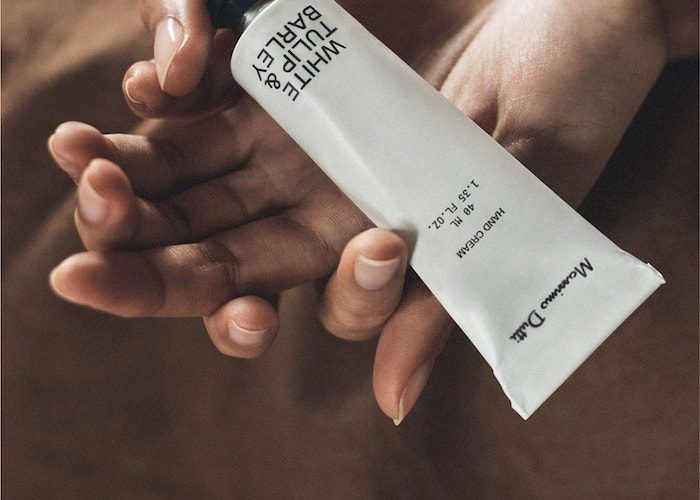 WHITE
TULIP &
BARLEY
HAND CREAM
40 ML
1.35 FL.OZ.
Massimo Dutti